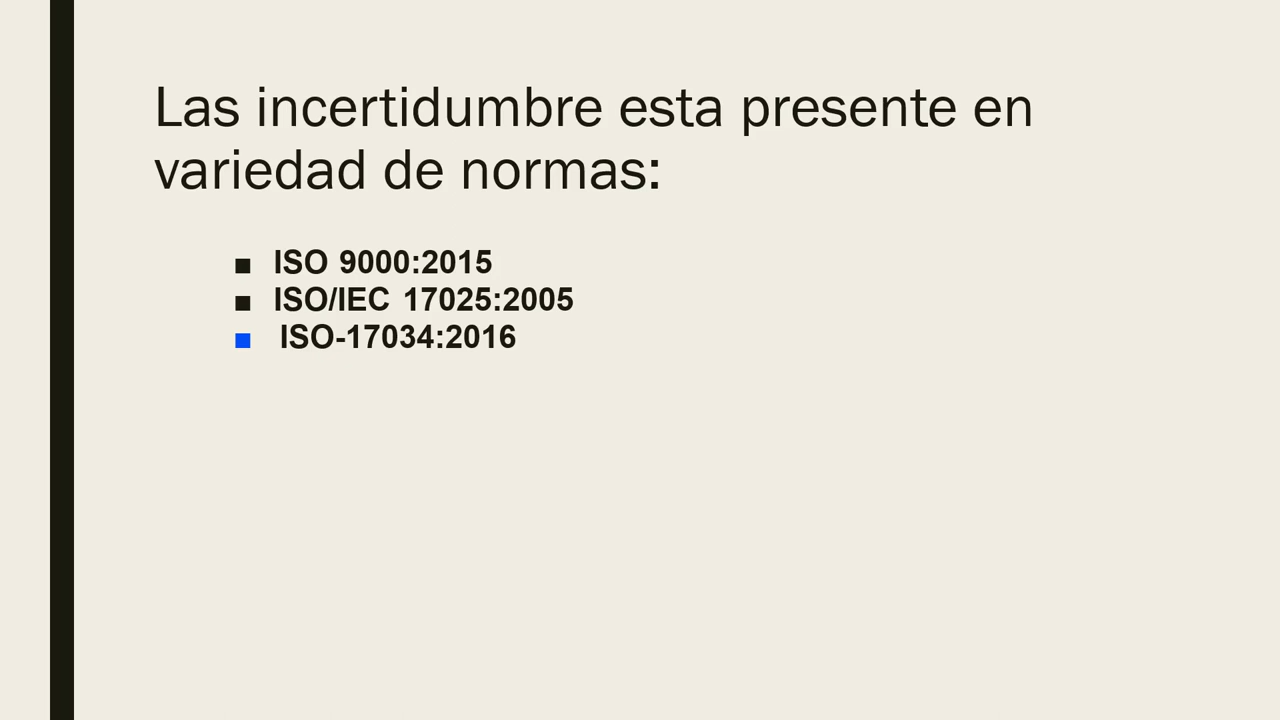 Las incertidumbre esta presente en
variedad de normas:
■ ISO 9000:2015
■ ISO/IEC 17025:2005
■ ISO-17034:2016